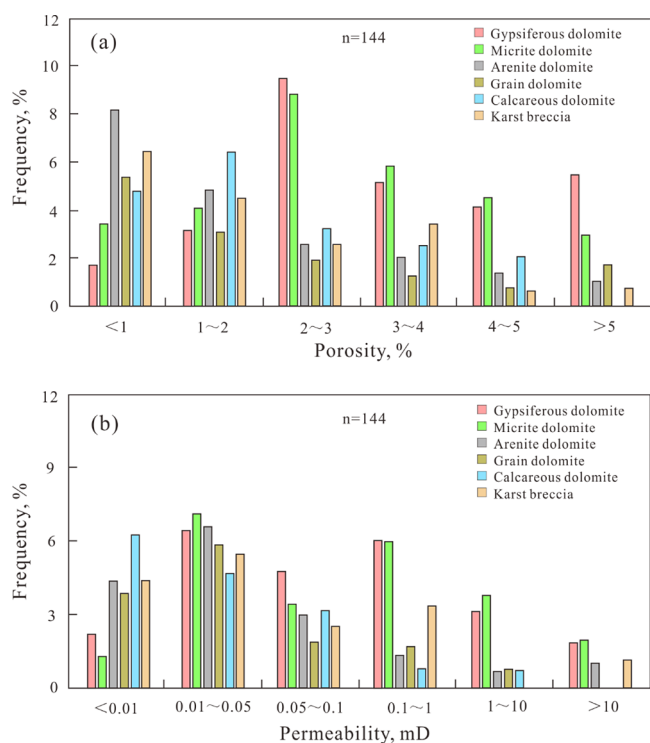 (a)
n=144
Gypsiferous dolomite
Micrite dolomite
Arenite dolomite
Grain dolomite
Calcareous dolomite
Karst breccia
Frequency, %
12
10
8
6
4
2
0
<1
1~2
2~3
3~4
4~5
>5
Porosity, %
(b)
n=144
Gypsiferous dolomite
Micrite dolomite
Arenite dolomite
Grain dolomite
Calcareous dolomite
Karst breccia
Frequency, %
12
9
6
3
0
<0.01
0.01~0.05
0.05~0.1
0.1~1
1~10
>10
Permeability, mD